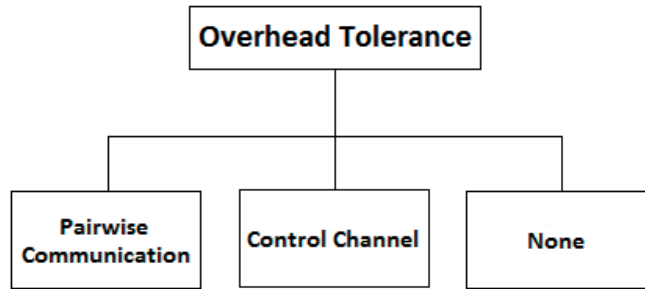 Overhead Tolerance
Pairwise
Communication
Control Channel
None